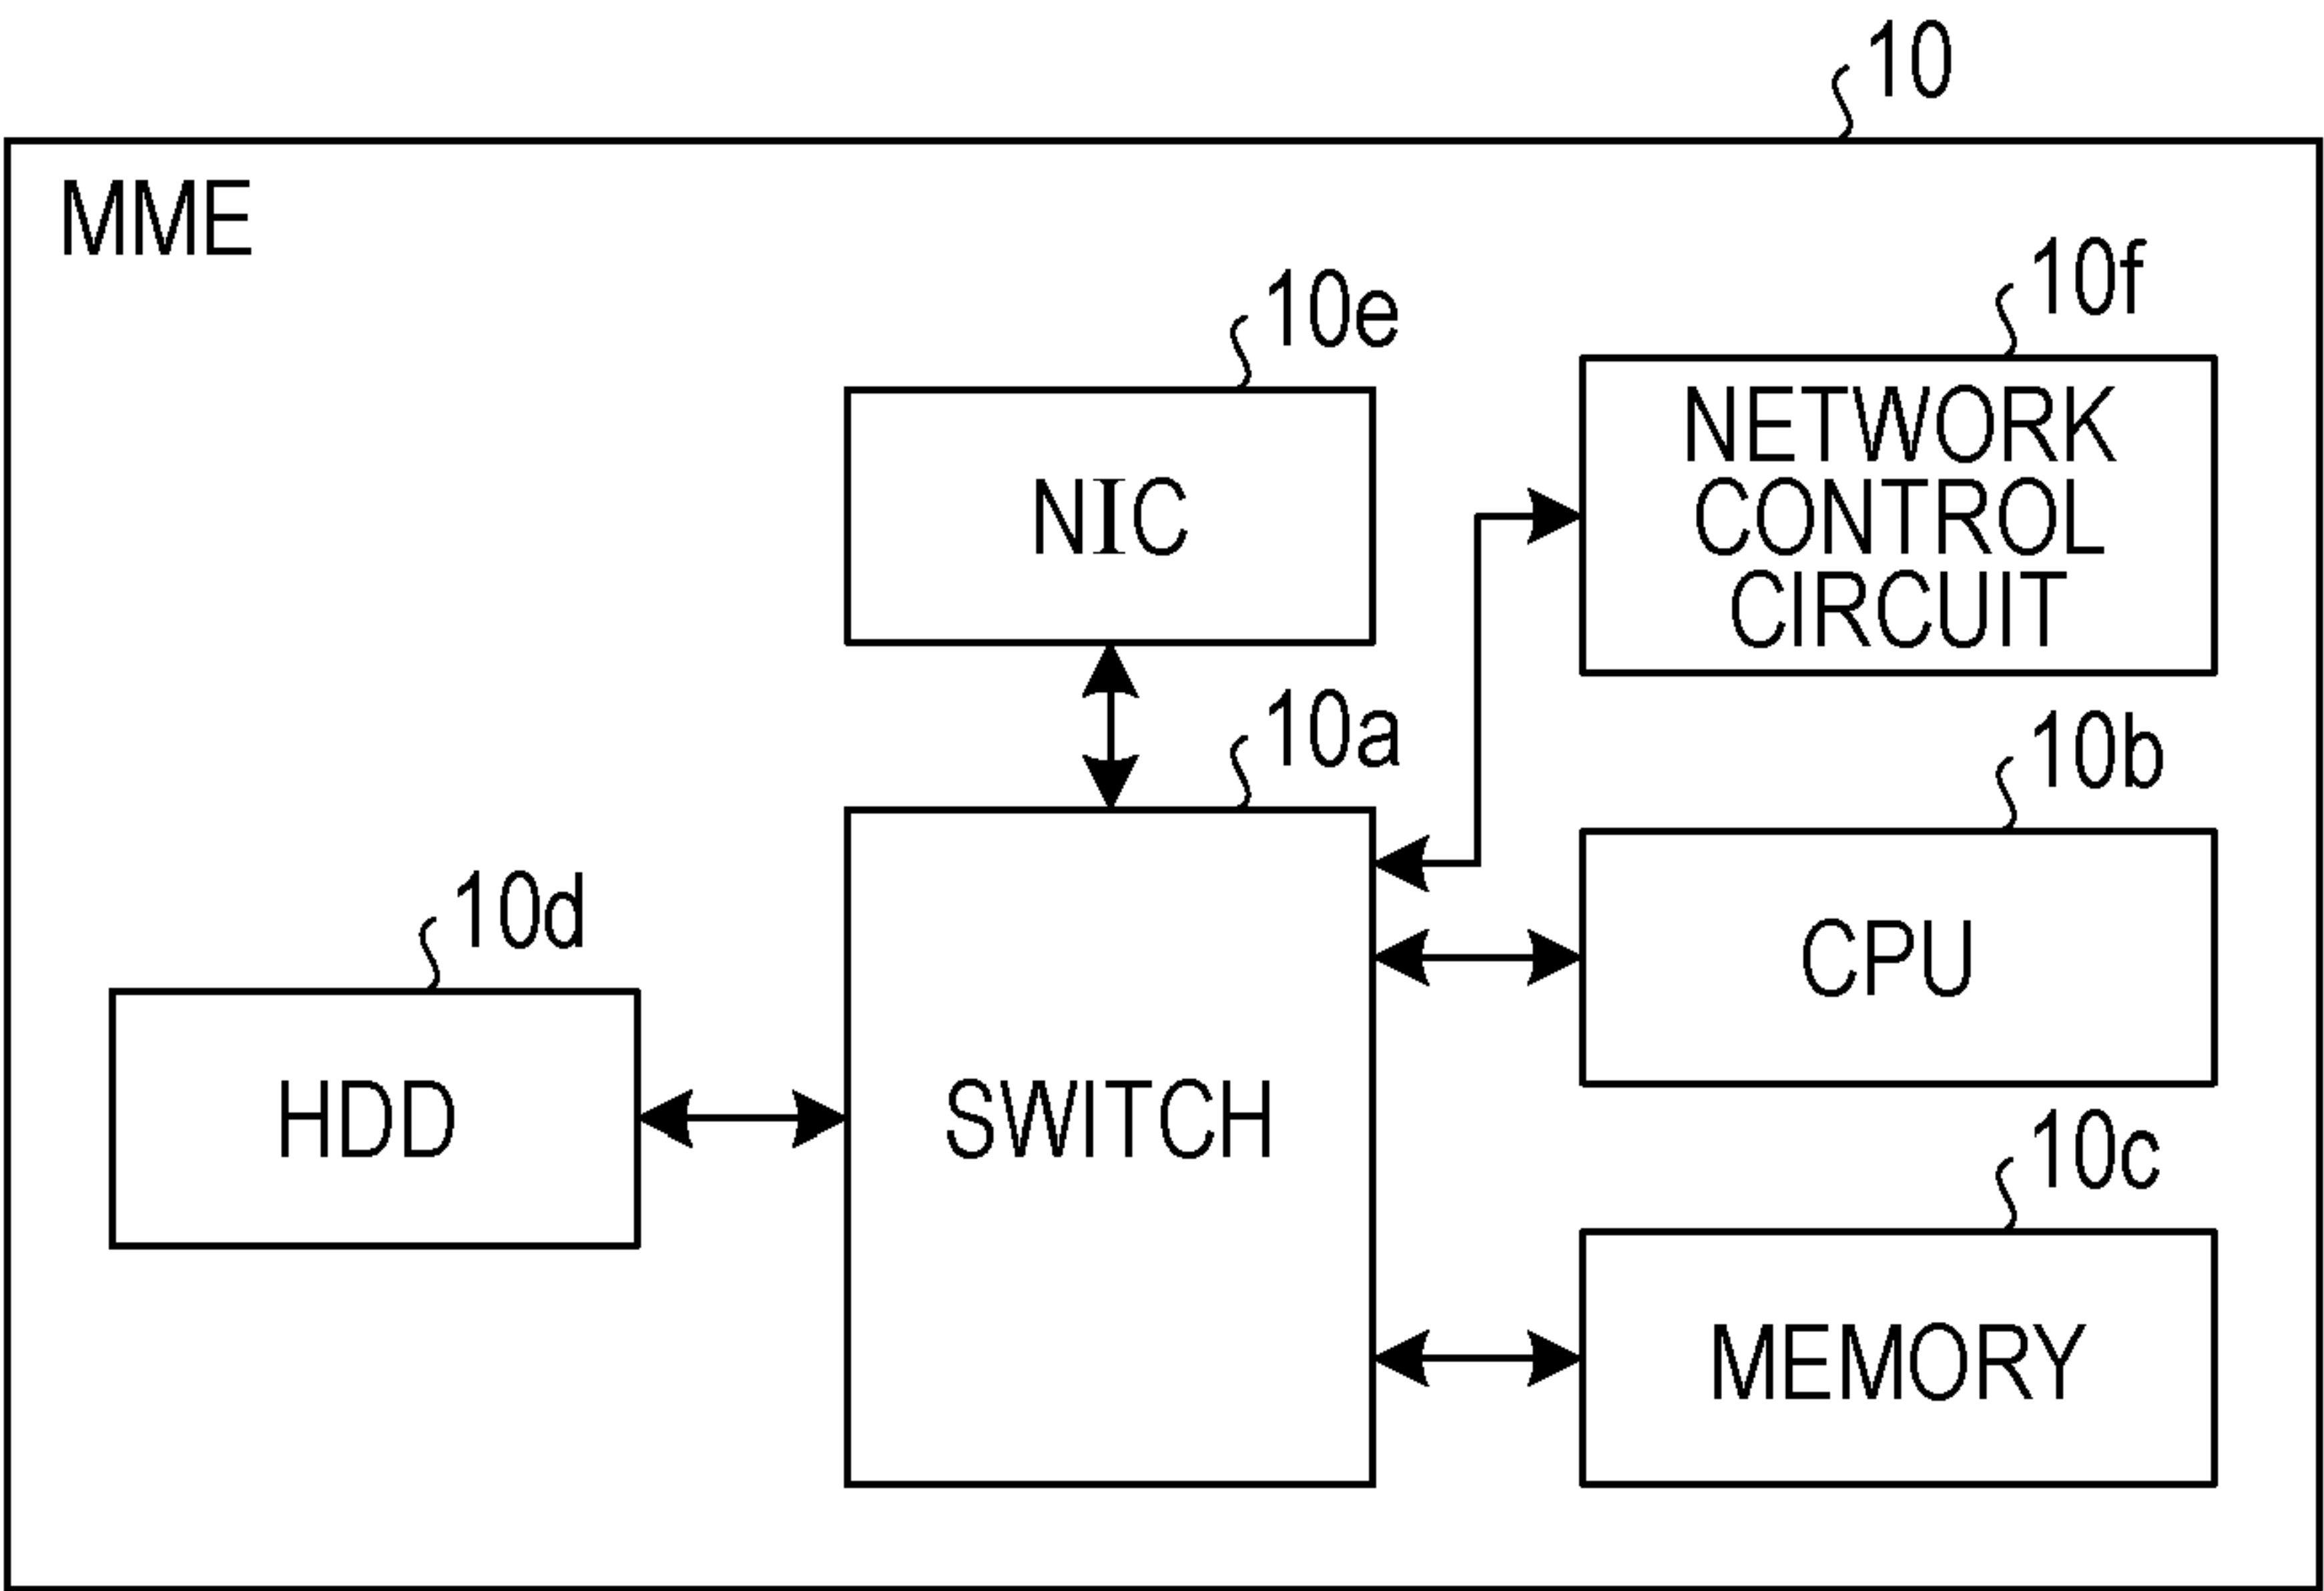 10
MME
10f
10e
NETWORK
CONTROL
CIRCUIT
NIC
10a
10b
CPU
10d
HDD
SWITCH
10c
MEMORY